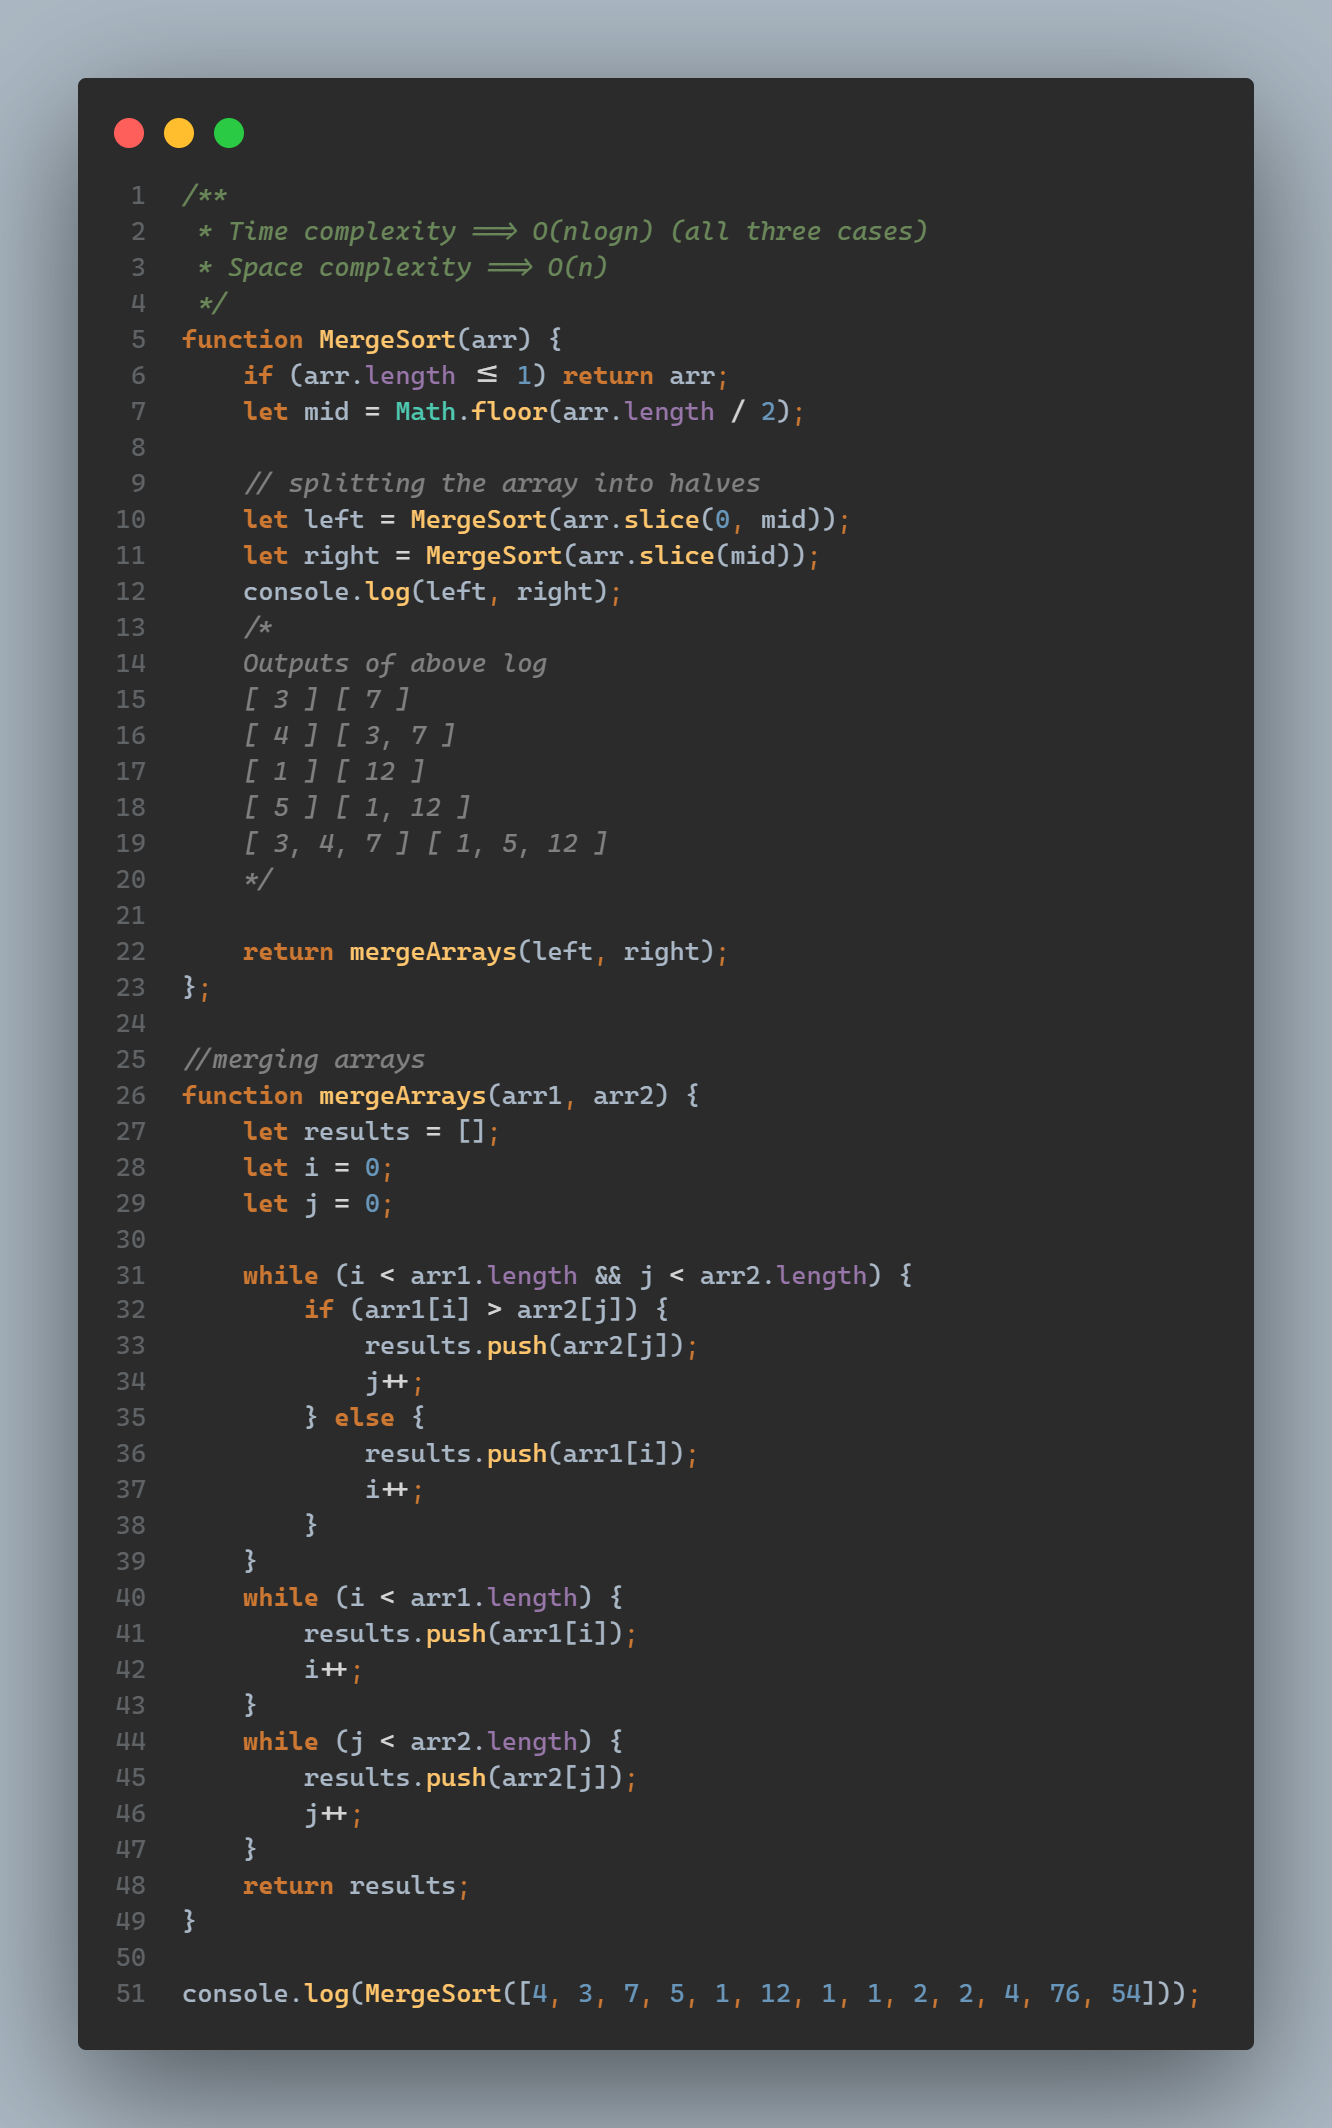 1 /**
2 * Time complexity ==> O(nlogn) (all three cases)
3 * Space complexity ==> O(n)
4 */
5 function MergeSort(arr) {
6 if (arr.length <= 1) return arr;
7 let mid = Math.floor(arr.length / 2);
8
9 // splitting the array into halves
10 let left = MergeSort(arr.slice(0, mid));
11 let right = MergeSort(arr.slice(mid));
12 console.log(left, right);
13 /*
14 Outputs of above log
15 [ 3 ] [ 7 ]
16 [ 4 ] [ 3, 7 ]
17 [ 1 ] [ 12 ]
18 [ 5 ] [ 1, 12 ]
19 [ 3, 4, 7 ] [ 1, 5, 12 ]
20 */
21
22 return mergeArrays(left, right);
23 };
24
25 //merging arrays
26 function mergeArrays(arr1, arr2) {
27 let results = [];
28 let i = 0;
29 let j = 0;
30
31 while (i < arr1.length && j < arr2.length) {
32 if (arr1[i] > arr2[j]) {
33 results.push(arr2[j]);
34 j++;
35 } else {
36 results.push(arr1[i]);
37 i++;
38 }
39 }
40 while (i < arr1.length) {
41 results.push(arr1[i]);
42 i++;
43 }
44 while (j < arr2.length) {
45 results.push(arr2[j]);
46 j++;
47 }
48 return results;
49 }
50
51 console.log(MergeSort([4, 3, 7, 5, 1, 12, 1, 1, 2, 2, 4, 76, 54]));